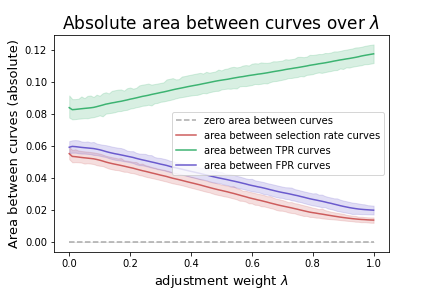 Absolute area between curves over λ
Area between curves (absolute)
0.12
0.10
0.08
0.06
0.04
0.02
0.00
zero area between curves
area between selection rate curves
area between TPR curves
area between FPR curves
0.0 0.2 0.4 0.6 0.8 1.0
adjustment weight λ